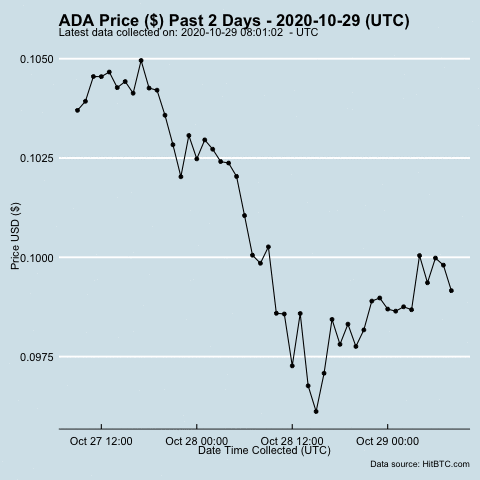 ADA Price ($) Past 2 Days - 2020-10-29 (UTC)
Latest data collected on: 2020-10-29 08:01:02 - UTC
0.1050
0.1025
0.1000
0.0975
Price USD ($)
Oct 27 12:00 Oct 28 00:00 Oct 28 12:00 Oct 29 00:00
Date Time Collected (UTC)
Data source: HitBTC.com